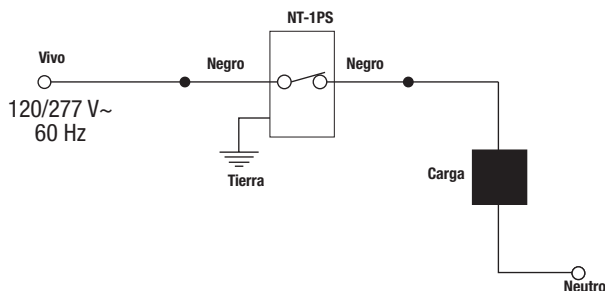 NT-1PS
Vivo
Negro
Negro
120/277 V~
60 Hz
Tierra
Carga
Neutro